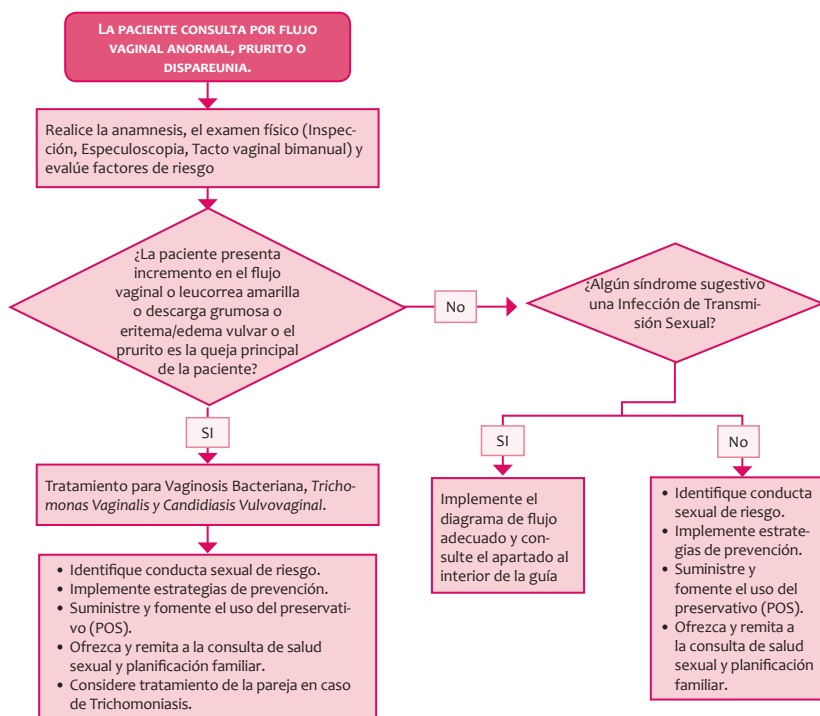 LA PACIENTE CONSULTA POR FLUJO
VAGINAL ANORMAL, PRURITO O
DISPAREUNIA.
Realice la anamnesis, el examen físico (Inspec-
ción, Especuloscopia, Tacto vaginal bimanual) y
evalúe factores de riesgo
¿La paciente presenta
incremento en el flujo
vaginal o leucorrea amarilla
o descarga grumosa o
eritema/edema vulvar o el
prurito es la queja principal
de la paciente?
No
¿Algún síndrome sugestivo
una Infección de Transmi-
sión Sexual?
SI
Tratamiento para Vaginosis Bacteriana, Tricho-
monas Vaginalis y Candidiasis Vulvovaginal.
• Identifique conducta sexual de riesgo.
• Implemente estrategias de prevención.
• Suministre y fomente el uso del preservati-
vo (POS).
• Ofrezca y remita a la consulta de salud
sexual y planificación familiar.
• Considere tratamiento de la pareja en caso
de Trichomoniasis.
SI
Implemente el
diagrama de flujo
adecuado y con-
sulte el apartado al
interior de la guía
No
• Identifique conducta
sexual de riesgo.
• Implemente estrate-
gias de prevención.
• Suministre y
fomente el uso del
preservativo (POS).
• Ofrezca y remita a
la consulta de salud
sexual y planificación
familiar.